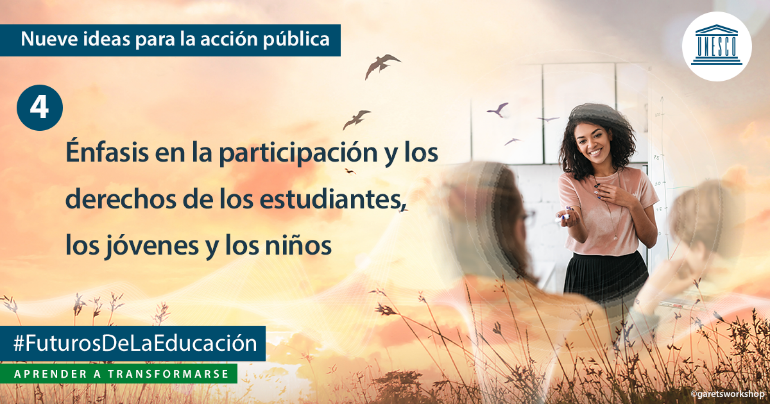 Nueve ideas para la acción pública
UNESCO
4
Énfasis en la participación y los
derechos de los estudiantes,
los jóvenes y los niños
#FuturosDeLaEducación
APRENDER A TRANSFORMARSE
©garetsworkshop